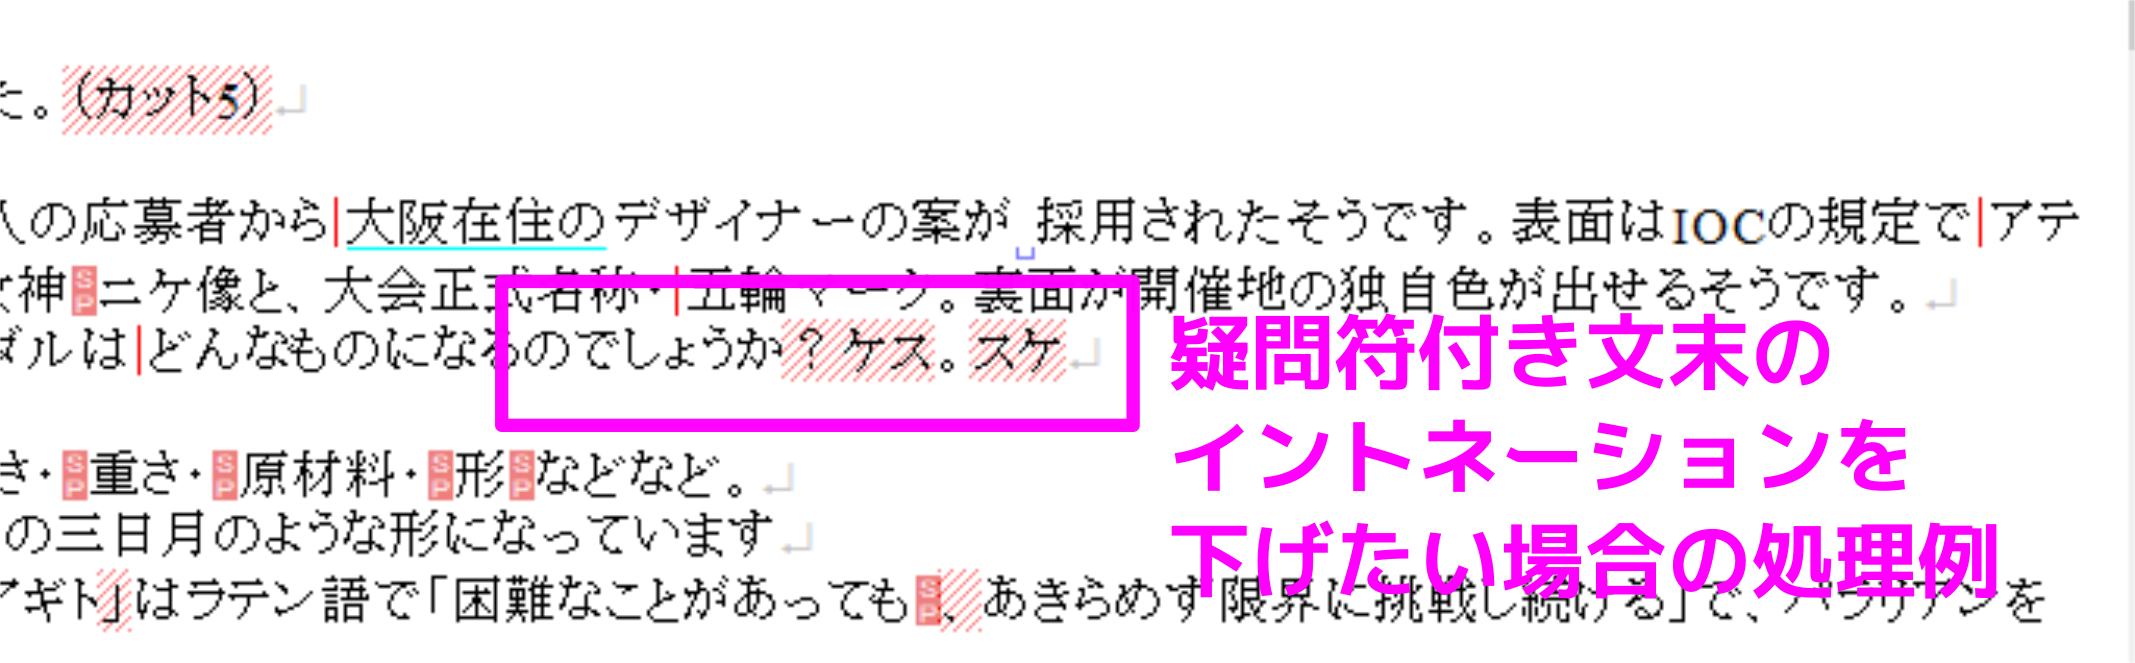 た。(カット5)
人の応募者から大阪在住のデザイナーの案が 採用されたそうです。表面はIOCの規定でアテ
女神SPニケ像と、大会正式名称・五輪マーク。裏面が開催地の独自色が出せるそうです。
ダルはどんなものになるのでしょうか？ケス。スケ
疑問符付き文末の
イントネーションを
下げたい場合の処理例
さ・SP重さ・SP原材料・SP形SPなどなど。
の三日月のような形になっています
アギト」はラテン語で「困難なことがあってもSP、あきらめず限界に挑戦し続ける」で、パラリアンを